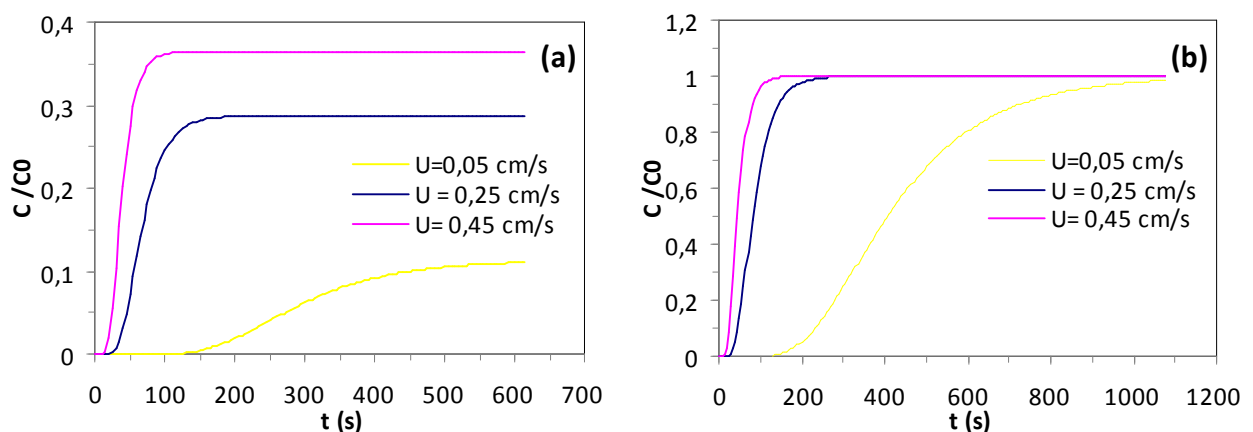 0,4
0,3
0,2
0,1
0
C /C0
(a)
U=0,05 cm/s
U = 0,25 cm/s
U= 0,45 cm/s
0 100 200 300 400 500 600 700
t (s)
1,2
1
0,8
0,6
0,4
0,2
0
C /C0
(b)
U=0,05 cm/s
U = 0,25 cm/s
U= 0,45 cm/s
0 200 400 600 800 1000 1200
t (s)